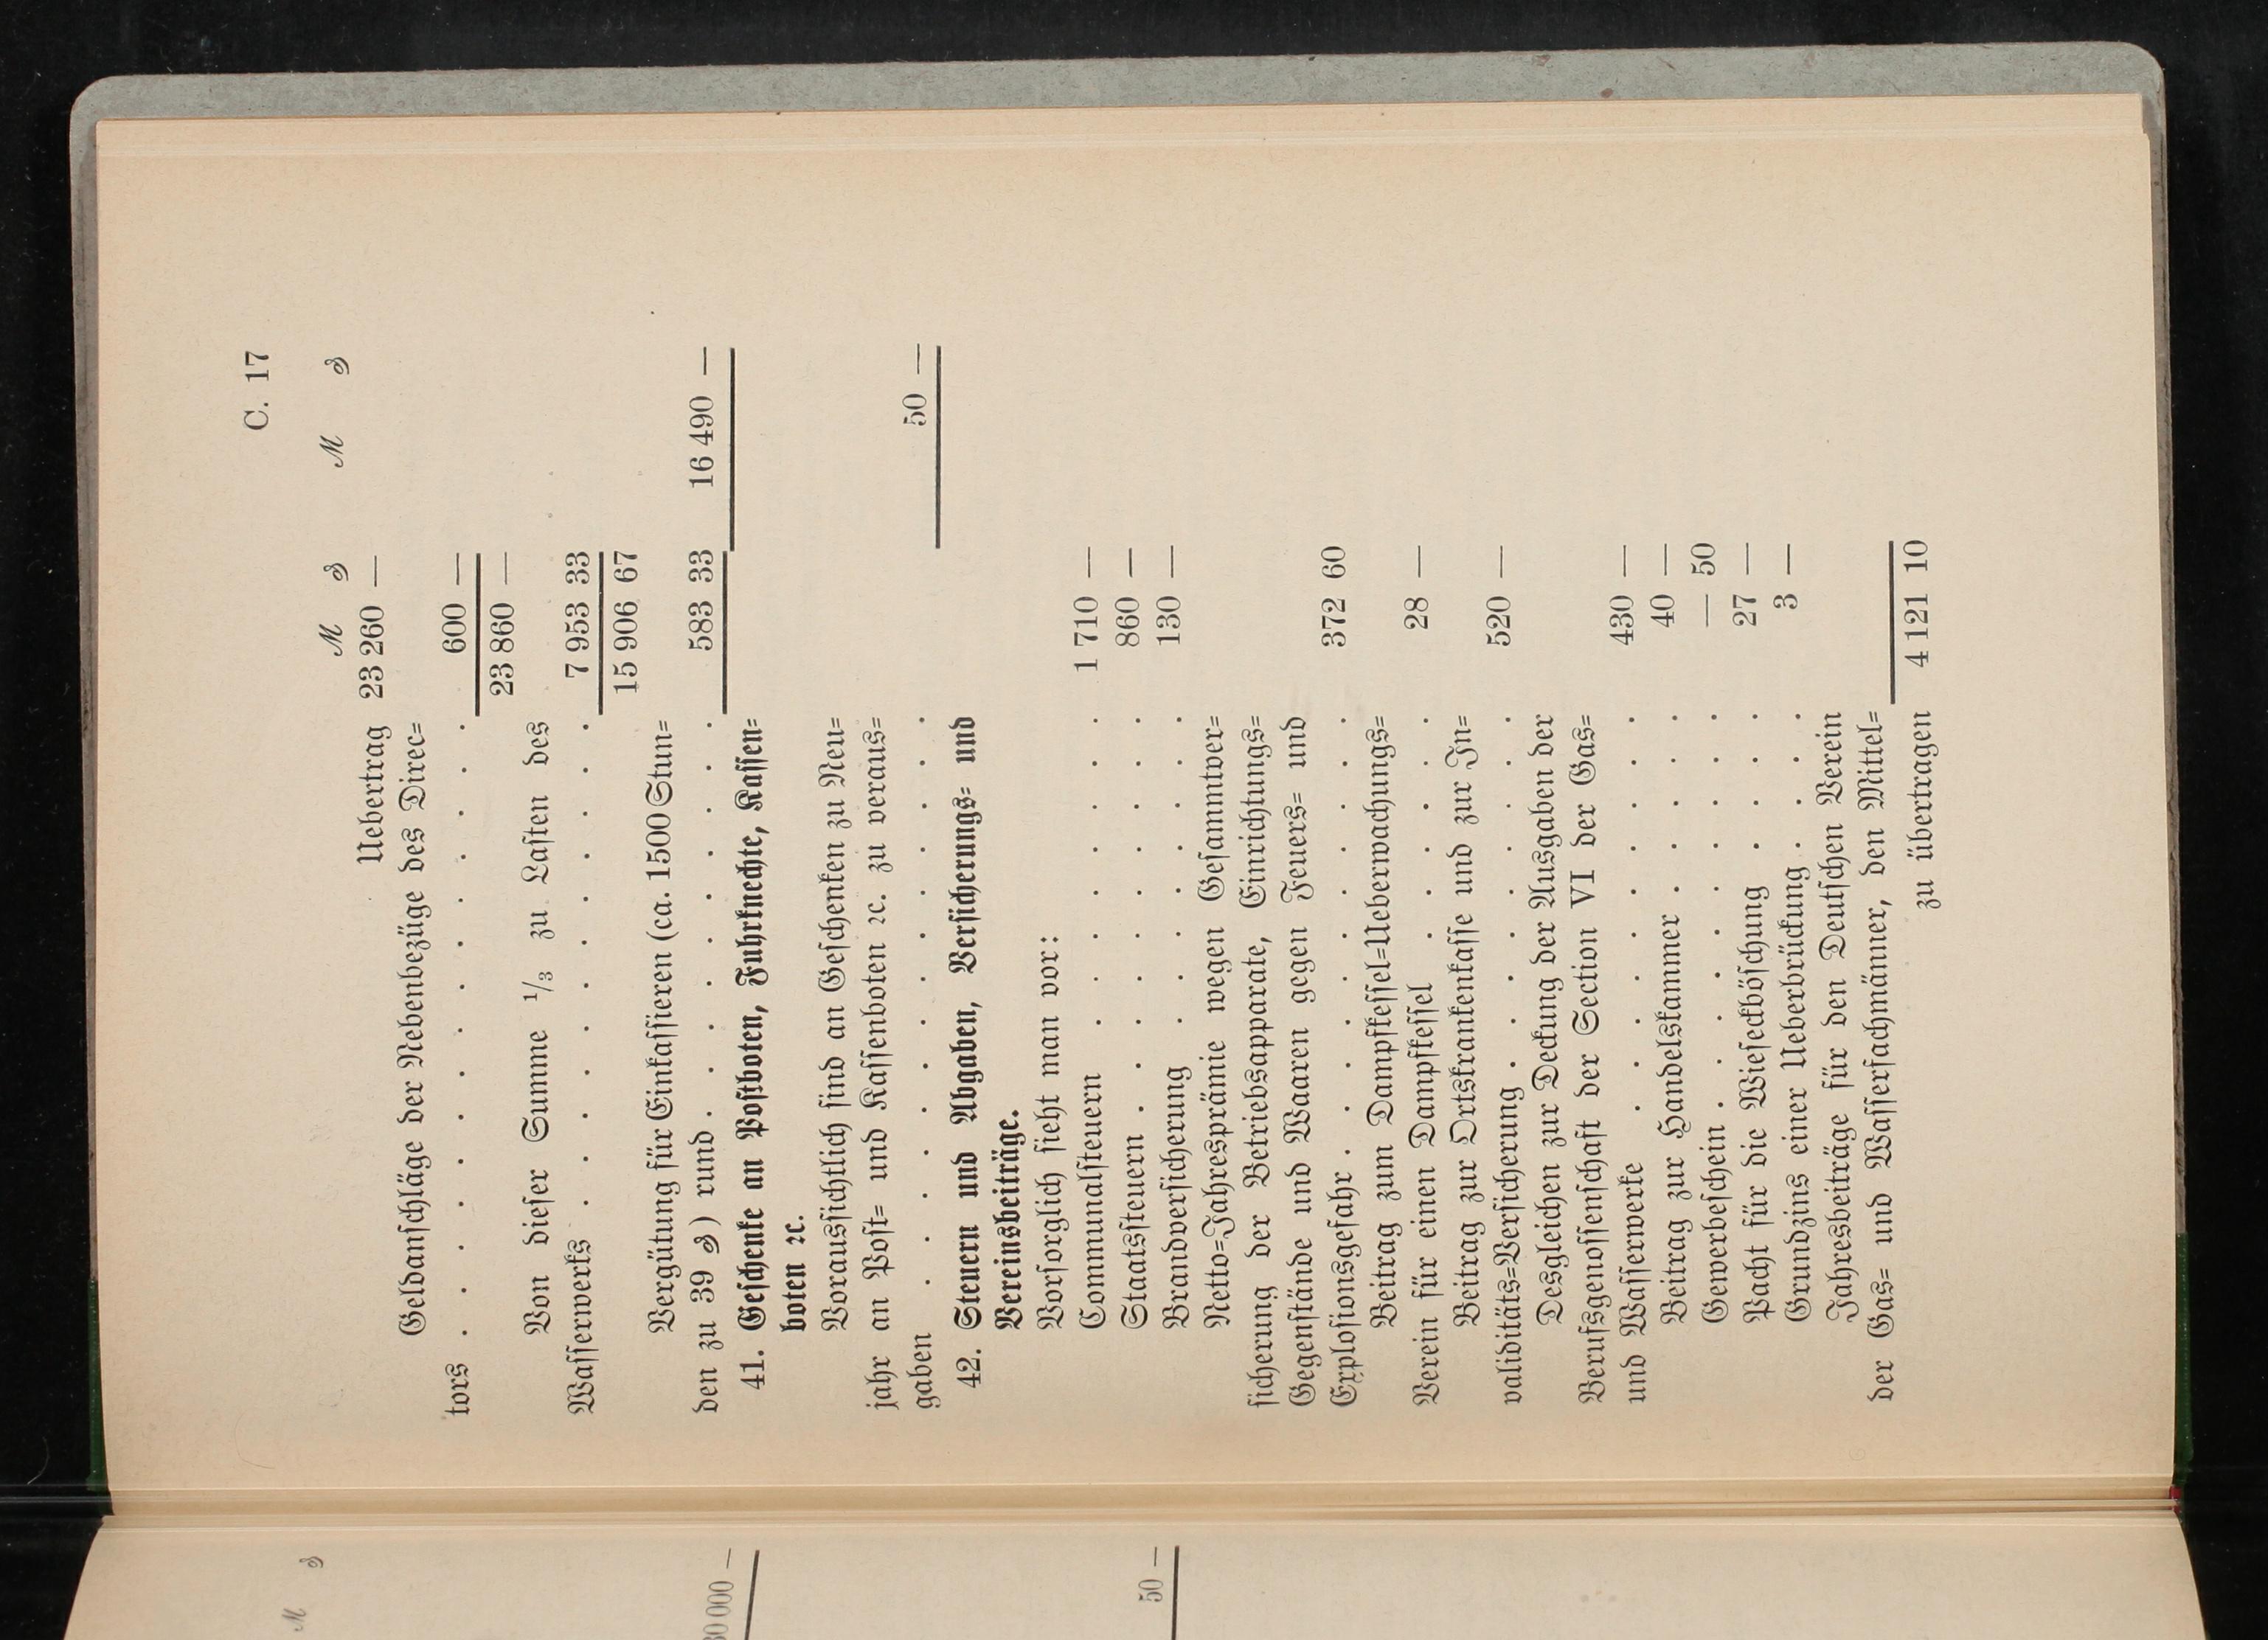 C. 17
ℳ ₰ ℳ ₰
Uebertrag 23 260 —
Geldanschläge der Nebenbezüge des Direc=
tors . . . . . . . . . 600 —
23 860 —
Von dieser Summe 1/3 zu Lasten des
Wasserwerks . . . . . . . 7 953 33
15 906 67
Vergütung für Einkassieren (ca. 1500 Stun=
den zu 39 ₰) rund . . . . . . 583 33 16 490 —
41. Geschenke an Postboten, Fuhrknechte, Kassen=
boten ꝛc.
Voraussichtlich sind an Geschenken zu Neu=
jahr an Post= und Kassenboten ꝛc. zu veraus=
gaben . . . . . . . . 50 —
42. Steuern und Abgaben, Versicherungs= und
Vereinsbeiträge.
Vorsorglich sieht man vor:
Communalsteuern . . . . . 1 710 —
Staatssteuern . . . . . . 860 —
Brandversicherung . . . . . 130 —
Netto=Jahresprämie wegen Gesammtver=
sicherung der Betriebsapparate, Einrichtungs=
Gegenstände und Waaren gegen Feuers= und
Explosionsgefahr . . . . . . . 372 60
Beitrag zum Dampfkessel=Ueberwachungs=
Verein für einen Dampfkessel . . . . 28 —
Beitrag zur Ortskrankenkasse und zur In=
validitäts=Versicherung . . . . . . 520 —
Desgleichen zur Deckung der Ausgaben der
Berufsgenossenschaft der Section VI der Gas=
und Wasserwerke . . . . . . 430 —
Beitrag zur Handelskammer . . . . 40 —
Gewerbeschein . . . . . . — 50
Pacht für die Wieseckböschung . . . 27 —
Grundzins einer Ueberbrückung . . . 3 —
Jahresbeiträge für den Deutschen Verein
der Gas= und Wasserfachmänner, den Mittel=
zu übertragen 4 121 10
ℳ ₰
50 —